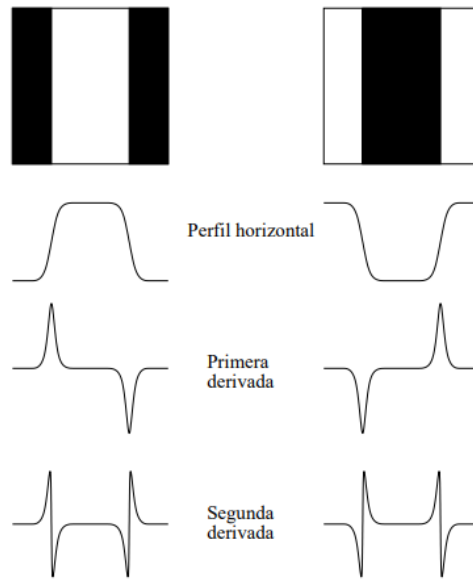 Perfil horizontal
Primera
derivada
Segunda
derivada